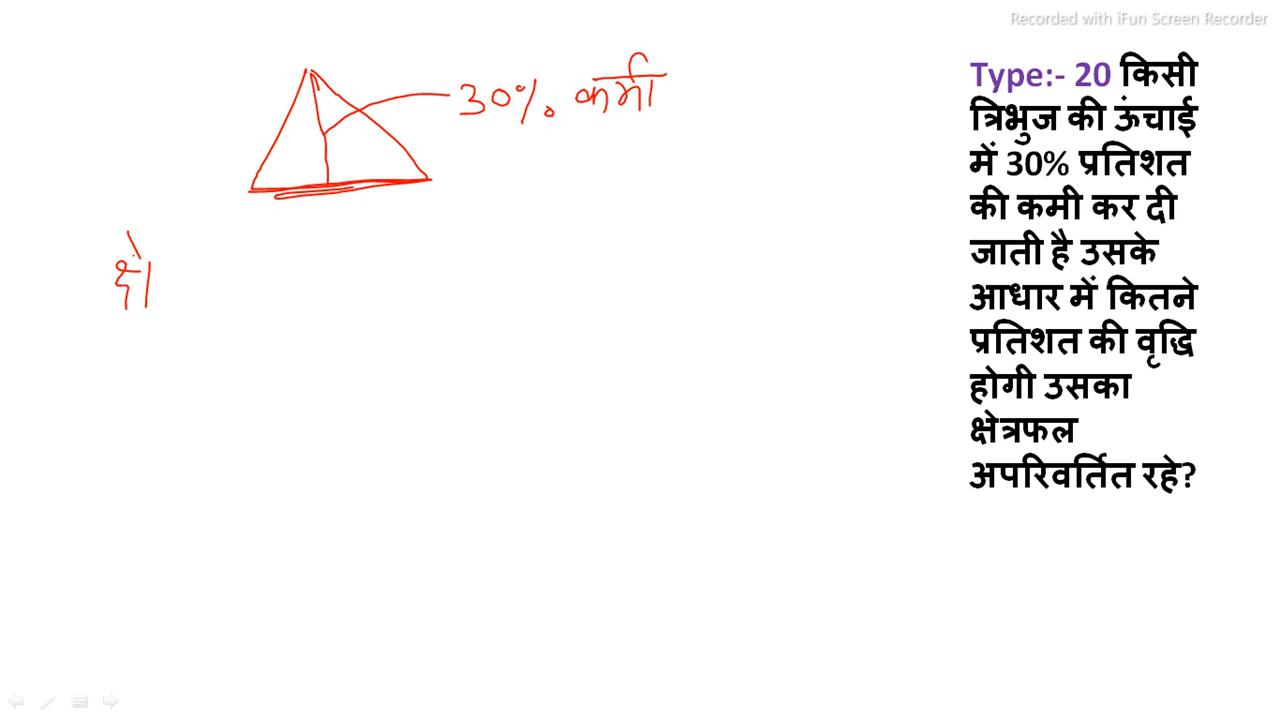 Recorded with iFun Screen Recorder
30% कमी
Type:- 20 किसी
त्रिभुज की ऊंचाई
में 30% प्रतिशत
की कमी कर दी
जाती है उसके
आधार में कितने
प्रतिशत की वृद्धि
होगी उसका
क्षेत्रफल
अपरिवर्तित रहे?